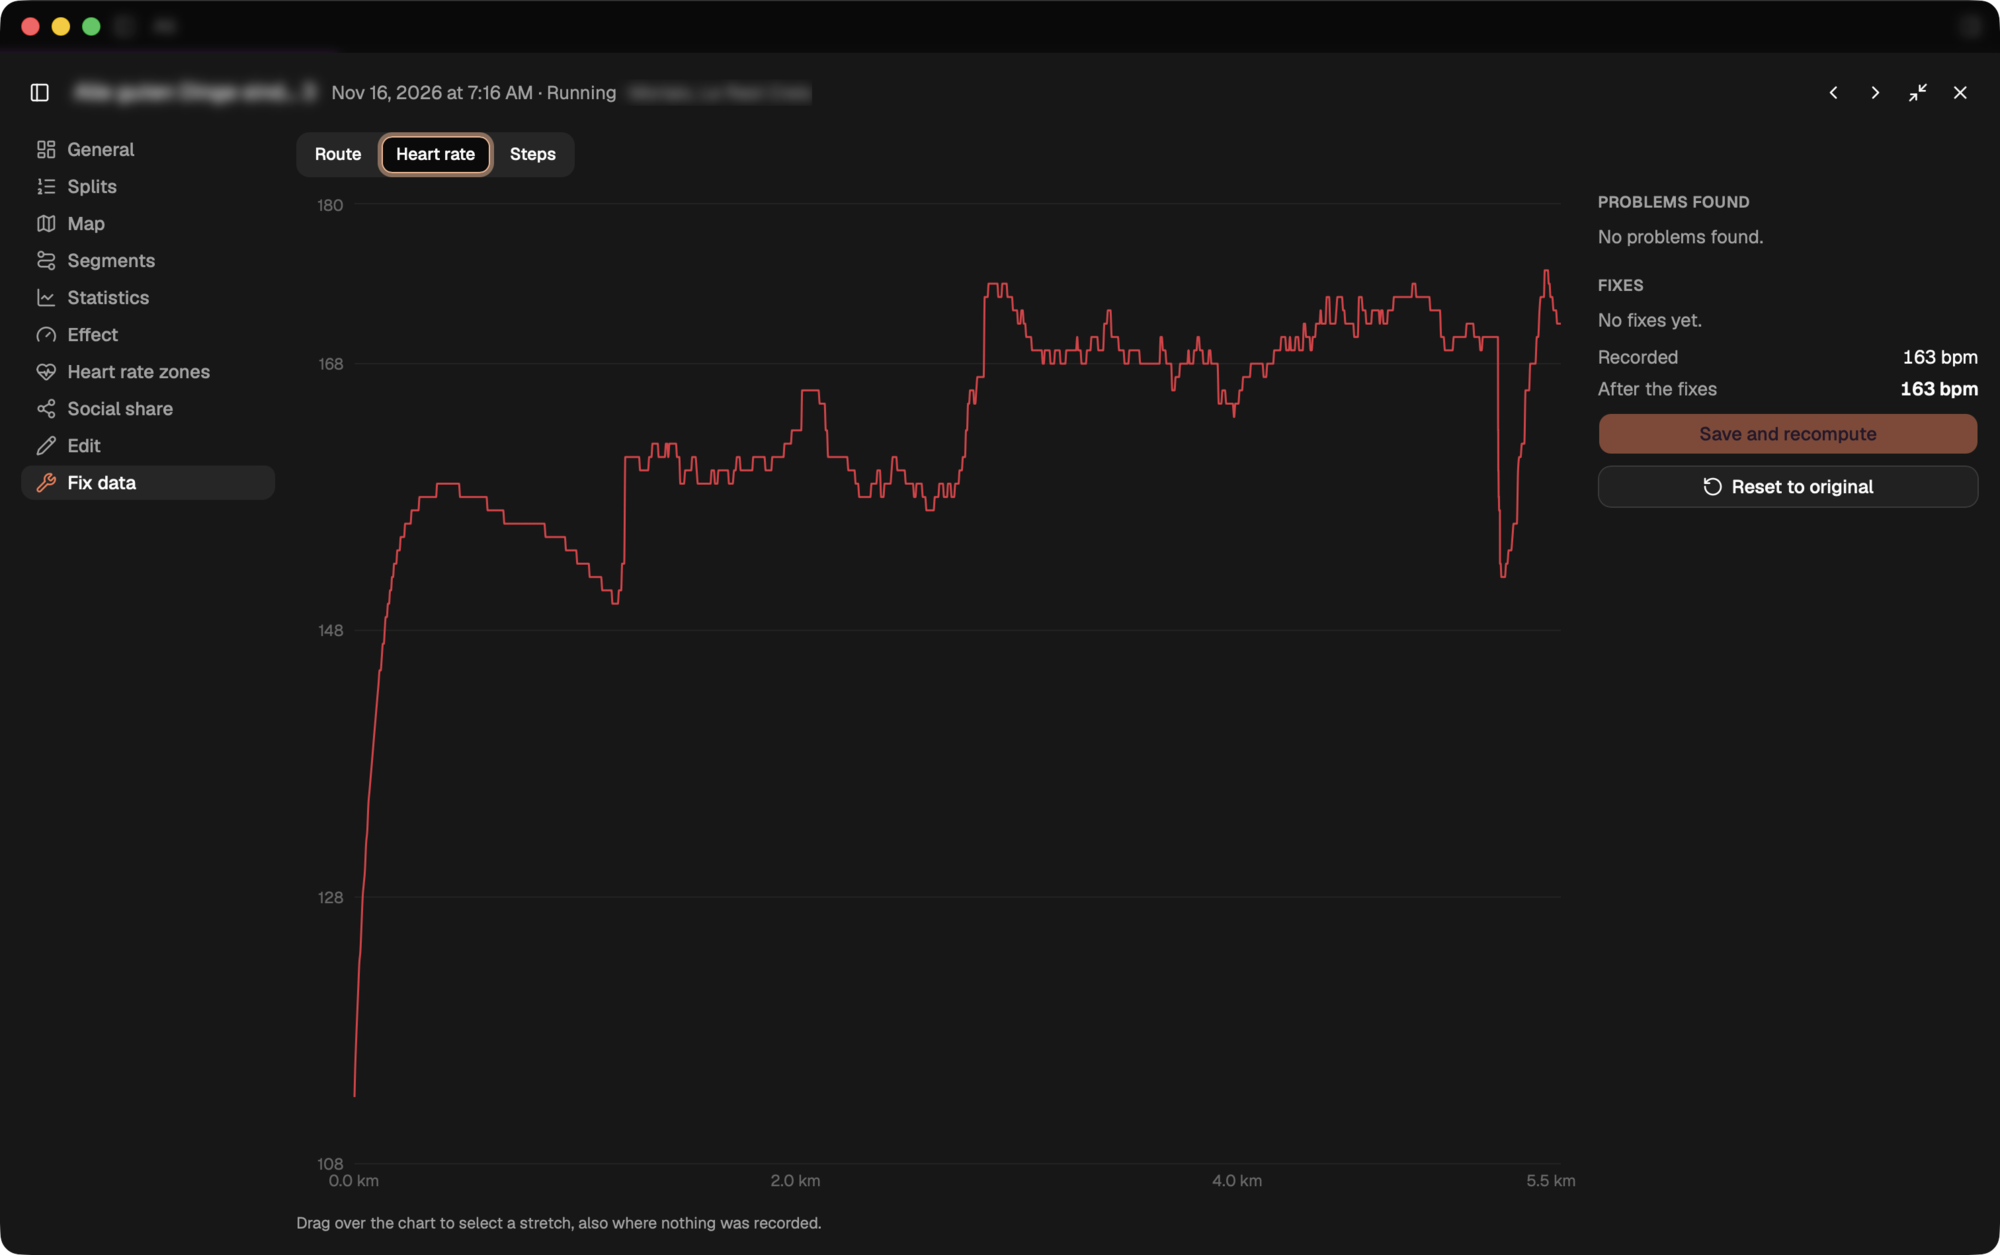 Nov 16, 2026 at 7:16 AM · Running
General
Splits
Map
Segments
Statistics
Effect
Heart rate zones
Social share
Edit
Fix data
Route Heart rate Steps
180
168
148
128
108
0.0 km 2.0 km 4.0 km 5.5 km
Drag over the chart to select a stretch, also where nothing was recorded.
PROBLEMS FOUND
No problems found.
FIXES
No fixes yet.
Recorded 163 bpm
After the fixes 163 bpm
Save and recompute
Reset to original